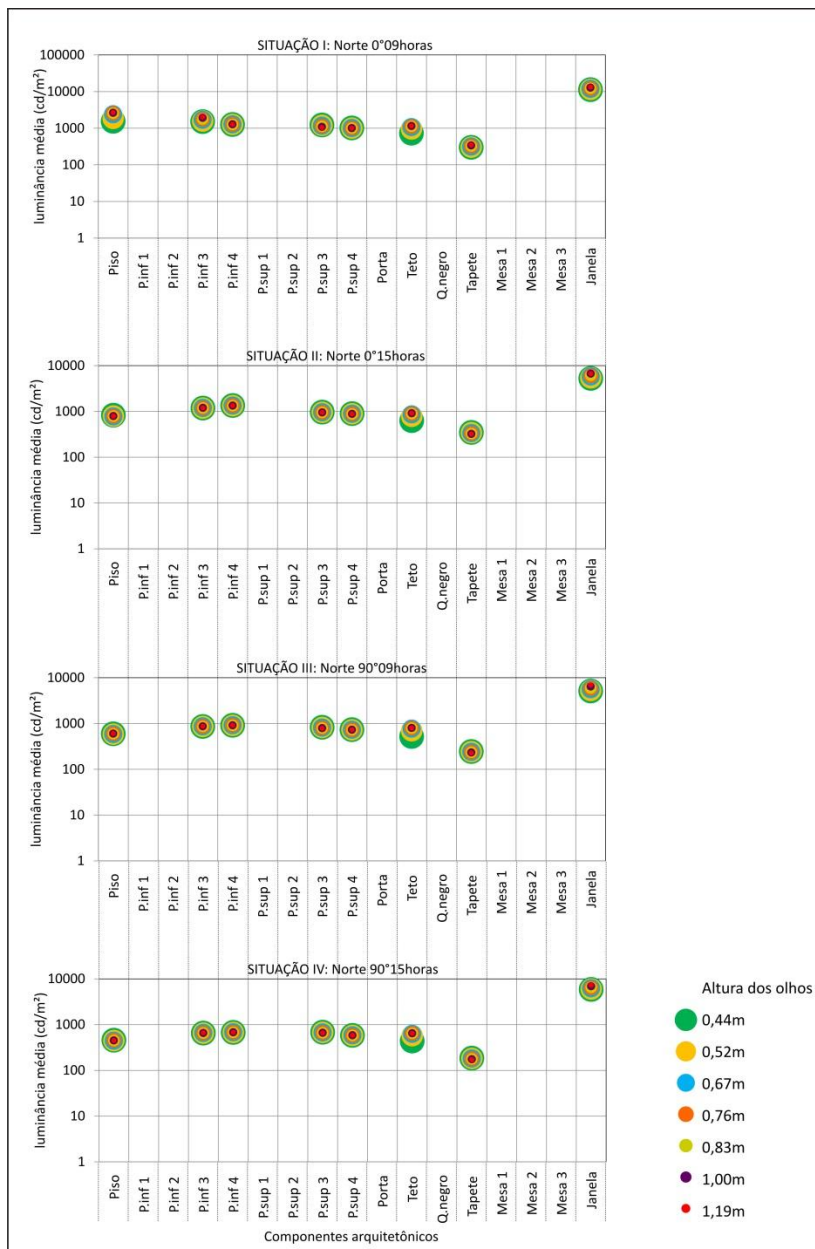 SITUAÇÃO I: Norte 0°09horas
luminância média (cd/m²)
100000
10000
1000
100
10
1
Piso
P.inf 1
P.inf 2
P.inf 3
P.inf 4
P.sup 1
P.sup 2
P.sup 3
P.sup 4
Porta
Teto
Q.negro
Tapete
Mesa 1
Mesa 2
Mesa 3
Janela
SITUAÇÃO II: Norte 0°15horas
luminância média (cd/m²)
10000
1000
100
10
1
Piso
P.inf 1
P.inf 2
P.inf 3
P.inf 4
P.sup 1
P.sup 2
P.sup 3
P.sup 4
Porta
Teto
Q.negro
Tapete
Mesa 1
Mesa 2
Mesa 3
Janela
SITUAÇÃO III: Norte 90°09horas
luminância média (cd/m²)
10000
1000
100
10
1
Piso
P.inf 1
P.inf 2
P.inf 3
P.inf 4
P.sup 1
P.sup 2
P.sup 3
P.sup 4
Porta
Teto
Q.negro
Tapete
Mesa 1
Mesa 2
Mesa 3
Janela
SITUAÇÃO IV: Norte 90°15horas
luminância média (cd/m²)
10000
1000
100
10
1
Piso
P.inf 1
P.inf 2
P.inf 3
P.inf 4
P.sup 1
P.sup 2
P.sup 3
P.sup 4
Porta
Teto
Q.negro
Tapete
Mesa 1
Mesa 2
Mesa 3
Janela
Componentes arquitetônicos
Altura dos olhos
0,44m
0,52m
0,67m
0,76m
0,83m
1,00m
1,19m